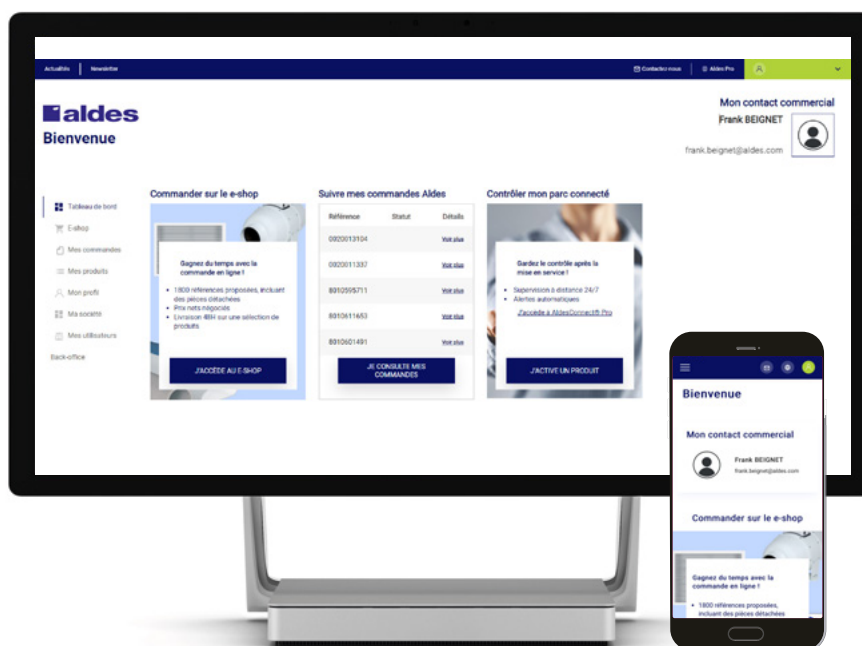 Actualités
Newsletter
Contactez-nous
Aldes Pro
aldes
Bienvenue
Mon contact commercial
Frank BEIGNET
frank.beignet@aldes.com
Tableau de bord
E-shop
Mes commandes
Mes produits
Mon profil
Ma société
Mes utilisateurs
Back-office
Commander sur le e-shop
Gagnez du temps avec la
commande en ligne !
1800 références proposées, incluant
des pièces détachées
Prix nets négociés
Livraison 48H sur une sélection de
produits
J'ACCÈDE AU E-SHOP
Suivre mes commandes Aldes
Référence Statut Détails
0020013104 Voir plus
0020011337 Voir plus
8010595711 Voir plus
8010611653 Voir plus
8010601491 Voir plus
JE CONSULTE MES
COMMANDES
Contrôler mon parc connecté
Gardez le contrôle après la
mise en service !
Supervision à distance 24/7
Alertes automatiques
J'accède à AldesConnect® Pro
J'ACTIVE UN PRODUIT
Bienvenue
Mon contact commercial
Frank BEIGNET
frank.beignet@aldes.com
Commander sur le e-shop
Gagnez du temps avec la
commande en ligne !
1800 références proposées,
incluant des pièces détachées